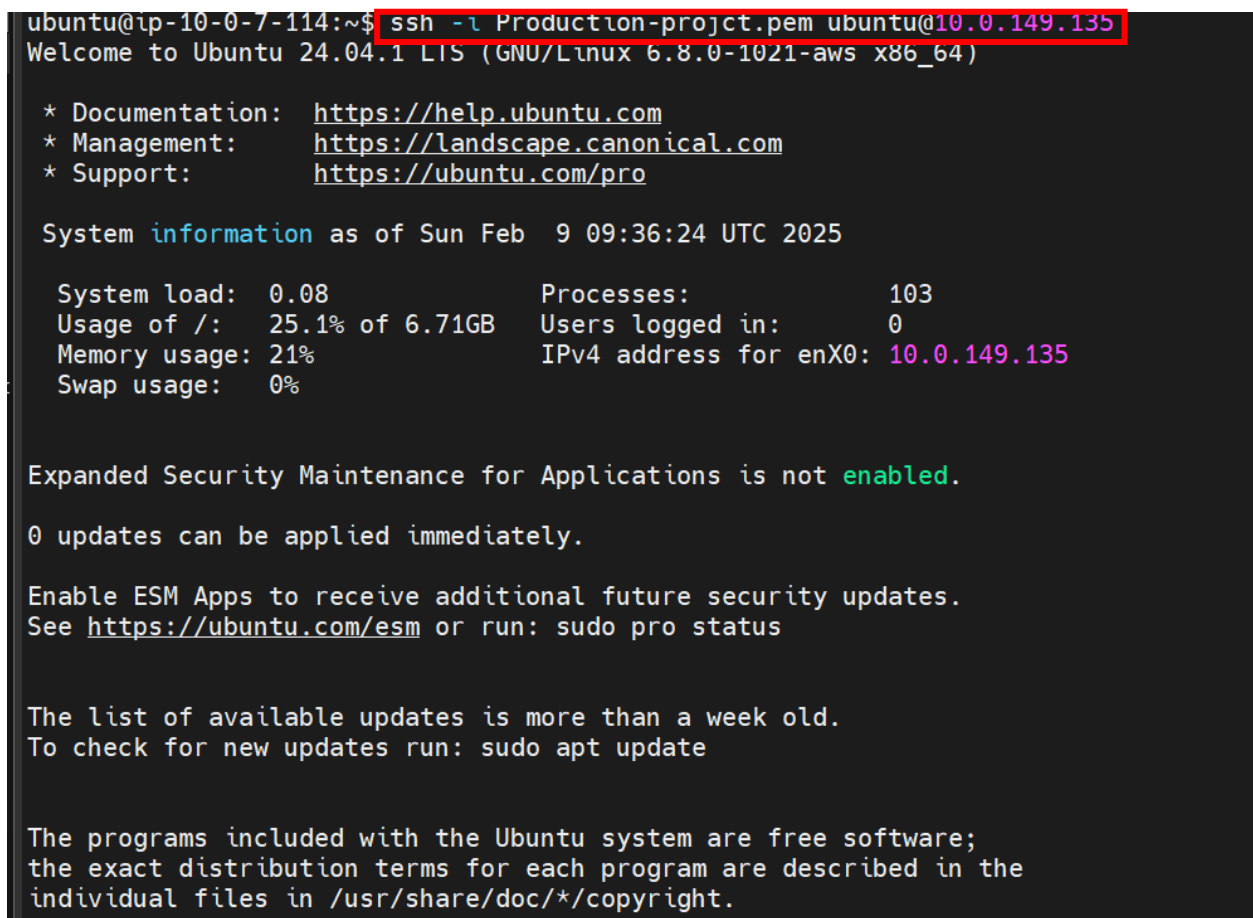 ubuntu@ip-10-0-7-114:~$ ssh -i Production-projct.pem ubuntu@10.0.149.135
Welcome to Ubuntu 24.04.1 LTS (GNU/Linux 6.8.0-1021-aws x86_64)
* Documentation: https://help.ubuntu.com
* Management: https://landscape.canonical.com
* Support: https://ubuntu.com/pro
System information as of Sun Feb 9 09:36:24 UTC 2025
System load: 0.08 Processes: 103
Usage of /: 25.1% of 6.71GB Users logged in: 0
Memory usage: 21% IPv4 address for enX0: 10.0.149.135
Swap usage: 0%
Expanded Security Maintenance for Applications is not enabled.
0 updates can be applied immediately.
Enable ESM Apps to receive additional future security updates.
See https://ubuntu.com/esm or run: sudo pro status
The list of available updates is more than a week old.
To check for new updates run: sudo apt update
The programs included with the Ubuntu system are free software;
the exact distribution terms for each program are described in the
individual files in /usr/share/doc/*/copyright.